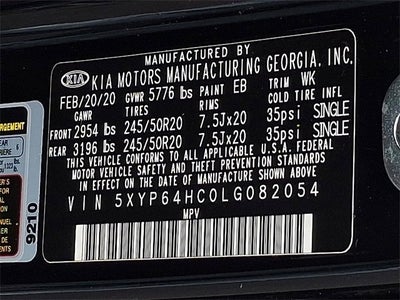 MANUFACTURED BY
KIA KIA MOTORS MANUFACTURING GEORGIA, INC.
FEB/20/20 GVWR 5776 lbs PAINT EB TRIM WK
GAWR TIRES RIMS COLD TIRE INFL
FRONT 2954 lbs 245/50R20 7.5Jx20 35psi SINGLE
REAR 3196 lbs 245/50R20 7.5Jx20 35psi SINGLE
THIS VEHICLE CONFORMS TO ALL APPLICABLE U.S.A. FEDERAL
MOTOR VEHICLE SAFETY AND THEFT PREVENTION STANDARDS
IN EFFECT ON THE DATE OF MANUFACTURE SHOWN ABOVE.
VIN 5XYP64HC0LG082054
MPV
9210